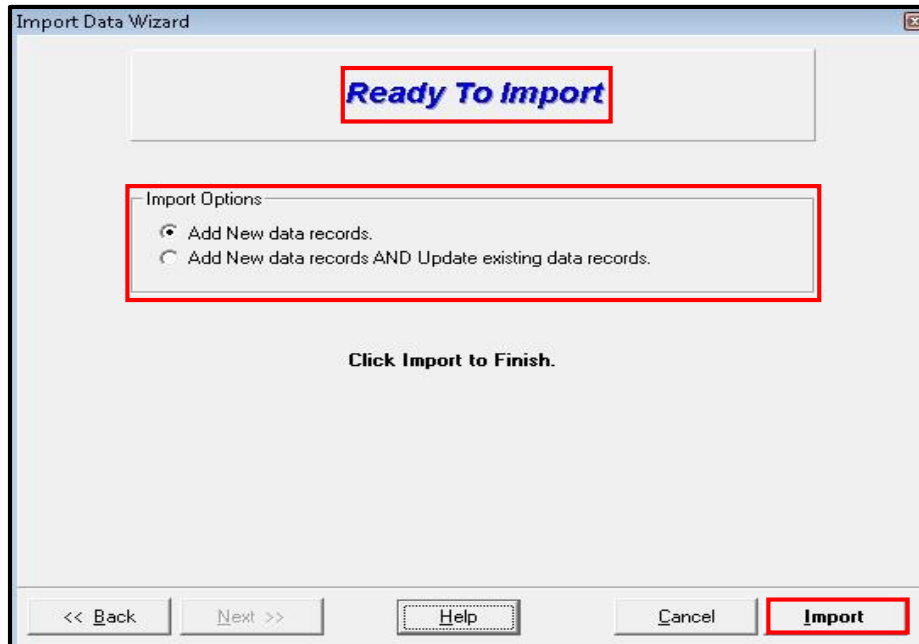 Import Data Wizard
Ready To Import
Import Options
Add New data records.
Add New data records AND Update existing data records.
Click Import to Finish.
<< Back Next >> Help Cancel Import